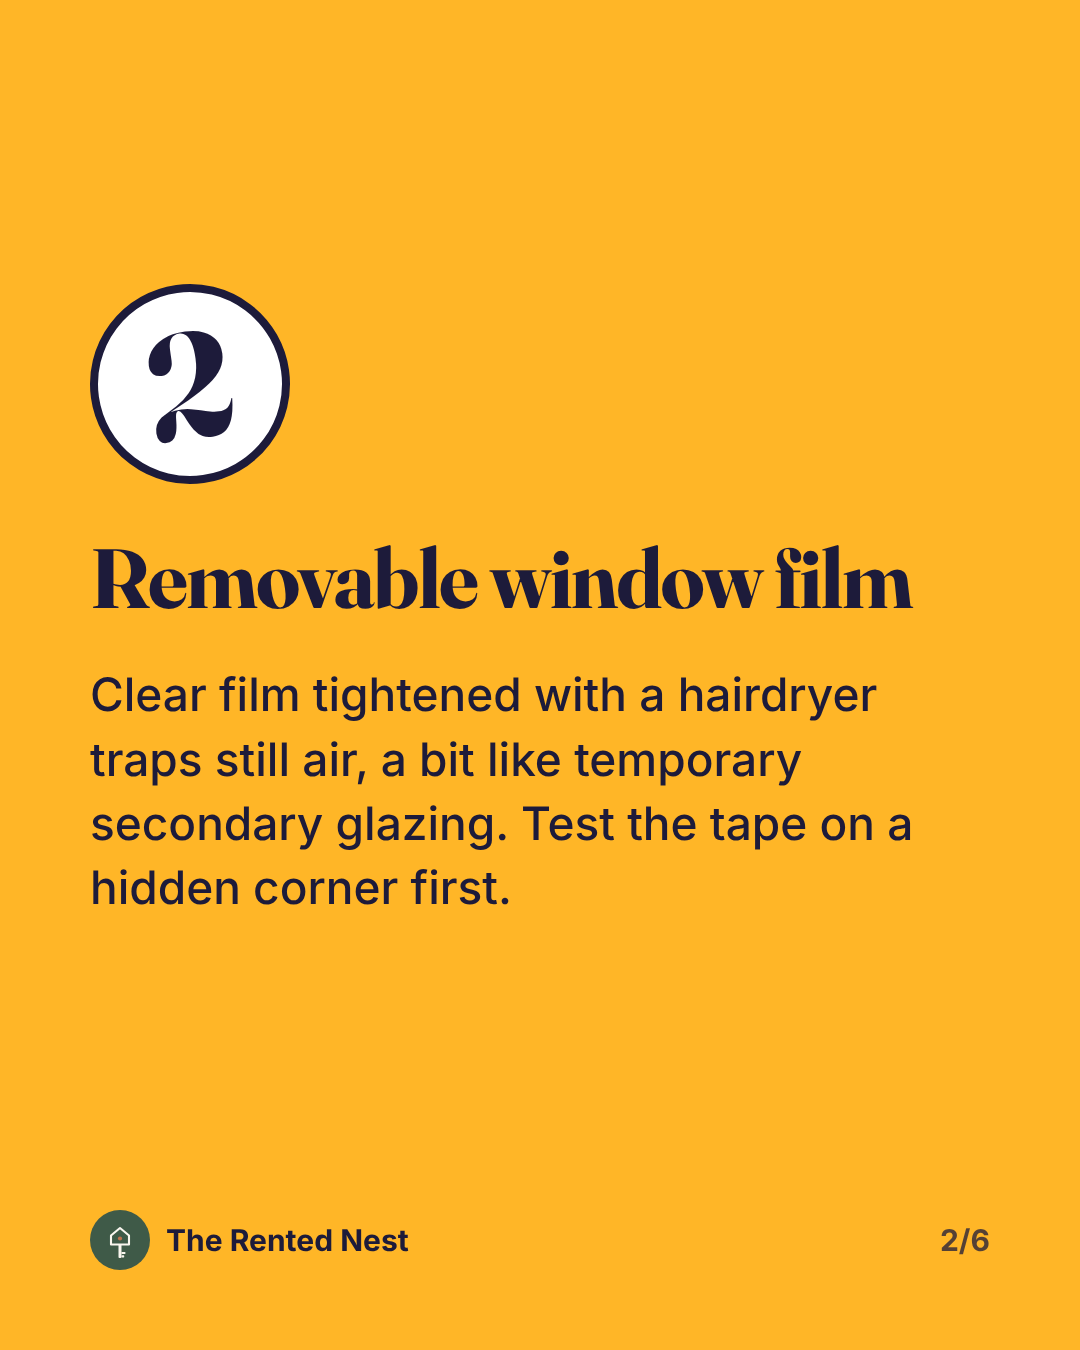 2
Removable window film
Clear film tightened with a hairdryer
traps still air, a bit like temporary
secondary glazing. Test the tape on a
hidden corner first.
The Rented Nest
2/6